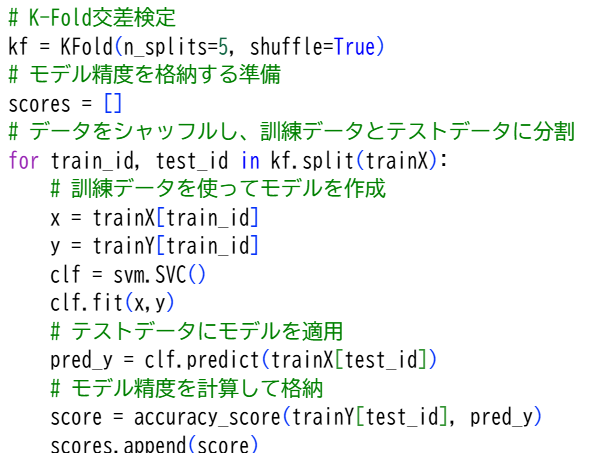 # K-Fold交差検定
kf = KFold(n_splits=5, shuffle=True)
# モデル精度を格納する準備
scores = []
# データをシャッフルし、訓練データとテストデータに分割
for train_id, test_id in kf.split(trainX):
    # 訓練データを使ってモデルを作成
    x = trainX[train_id]
    y = trainY[train_id]
    clf = svm.SVC()
    clf.fit(x,y)
    # テストデータにモデルを適用
    pred_y = clf.predict(trainX[test_id])
    # モデル精度を計算して格納
    score = accuracy_score(trainY[test_id], pred_y)
    scores.append(score)